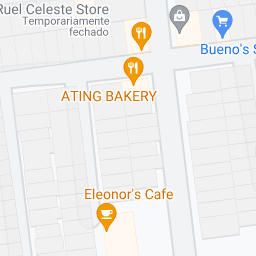 Ruel Celeste Store
Temporariamente
fechado
Bueno's S
ATING BAKERY
Eleonor's Cafe